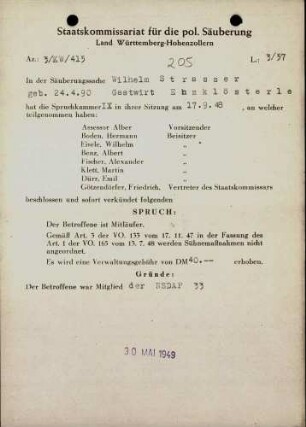 Staatskommissariat für die pol. Säuberung
Land Württemberg-Hohenzollern
Az.: 3/KW/413
205
L: 3/37
In der Säuberungssache Wilhelm Strasser
geb. 24.4.90 Gastwirt Enzklösterle
hat die Spruchkammer IX in ihrer Sitzung am 17.9.48 , an welcher
teilgenommen haben:
Assessor Alber Vorsitzender
Boden, Hermann Beisitzer
Eisele, Wilhelm „
Benz, Albert „
Fischer, Alexander „
Klett, Martin „
Dürr, Emil „
Götzendörfer, Friedrich, Vertreter des Staatskommissars
beschlossen und sofort verkündet folgenden
SPRUCH:
Der Betroffene ist Mitläufer.
Gemäß Art. 3 der VO. 133 vom 17. 11. 47 in der Fassung des
Art. 1 der VO. 165 vom 13. 7. 48 werden Sühnemaßnahmen nicht
angeordnet.
Es wird eine Verwaltungsgebühr von DM 40.-- erhoben.
Gründe:
Der Betroffene war Mitglied der NSDAP 33
30 MAI 1949